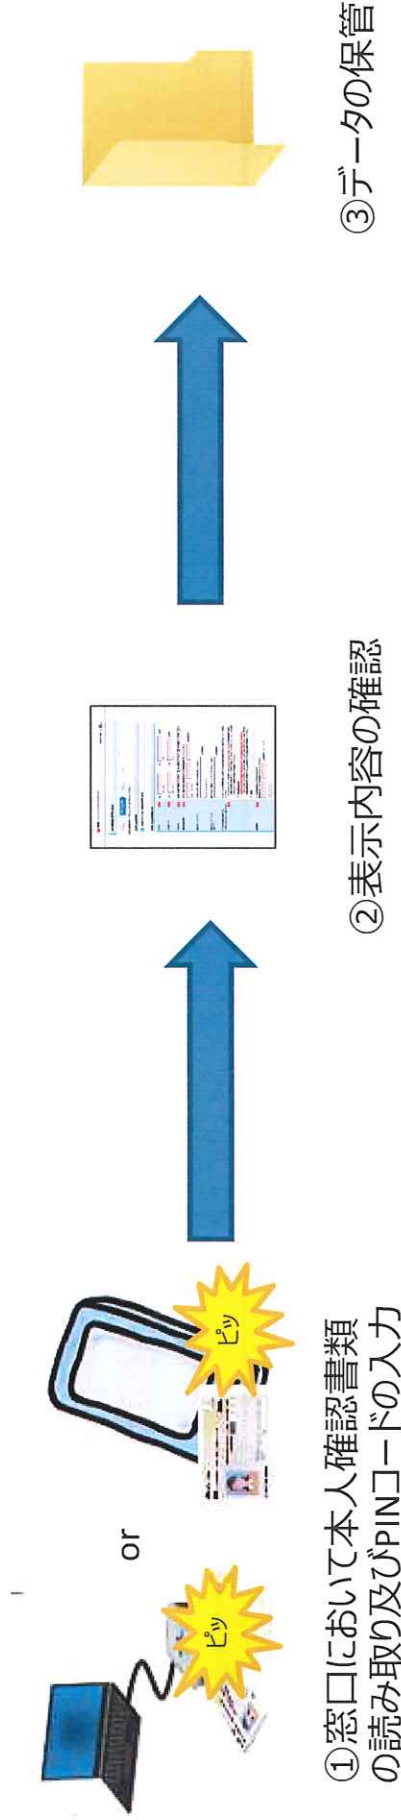 ピッ
or
ピッ
①窓口において本人確認書類
の読み取り及びPINコードの入力
②表示内容の確認
③データの保管